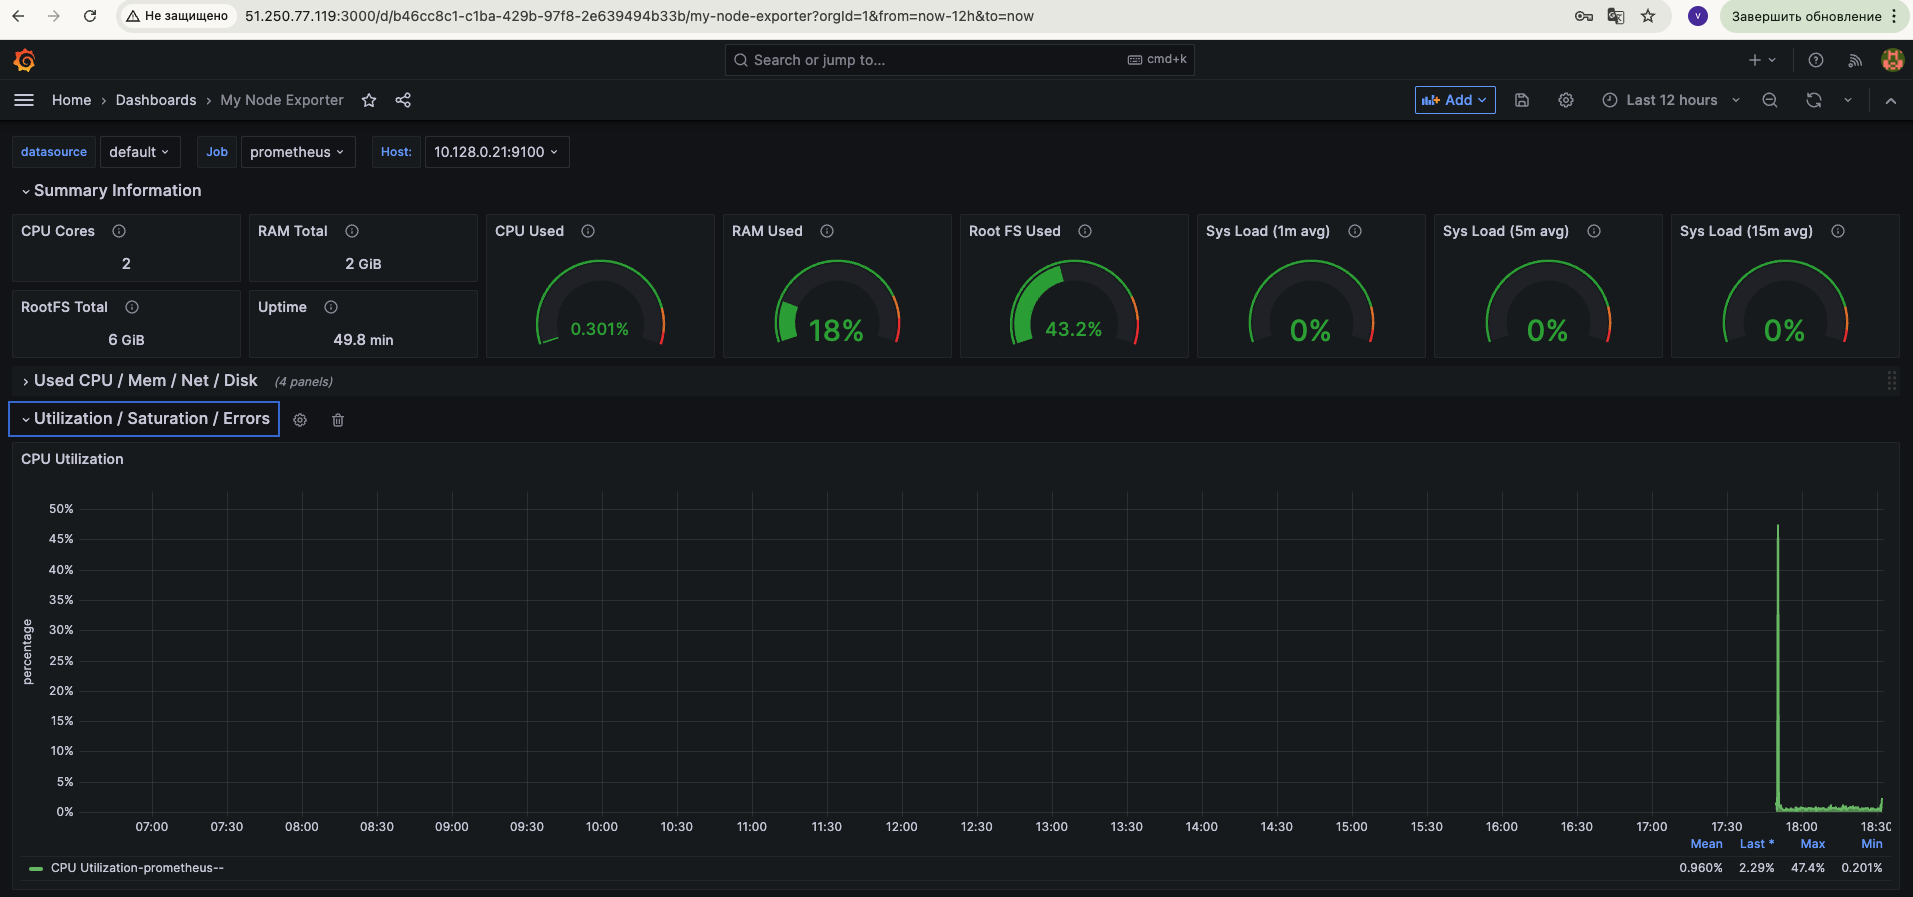 Не защищено 51.250.77.119:3000/d/b46cc8c1-c1ba-429b-97f8-2e639494b33b/my-node-exporter?orgId=1&from=now-12h&to=now V Завершить обновление
Search or jump to... cmd+k
Home › Dashboards › My Node Exporter Add Last 12 hours
datasource default Job prometheus Host: 10.128.0.21:9100
Summary Information
CPU Cores RAM Total CPU Used RAM Used Root FS Used Sys Load (1m avg) Sys Load (5m avg) Sys Load (15m avg)
2 2 GiB
RootFS Total Uptime
0.301% 18% 43.2% 0% 0% 0%
6 GiB 49.8 min
Used CPU / Mem / Net / Disk (4 panels)
Utilization / Saturation / Errors
CPU Utilization
50%
45%
40%
35%
30%
25%
20%
15%
10%
5%
0%
percentage
07:00 07:30 08:00 08:30 09:00 09:30 10:00 10:30 11:00 11:30 12:00 12:30 13:00 13:30 14:00 14:30 15:00 15:30 16:00 16:30 17:00 17:30 18:00 18:30
Mean Last * Max Min
CPU Utilization-prometheus-- 0.960% 2.29% 47.4% 0.201%